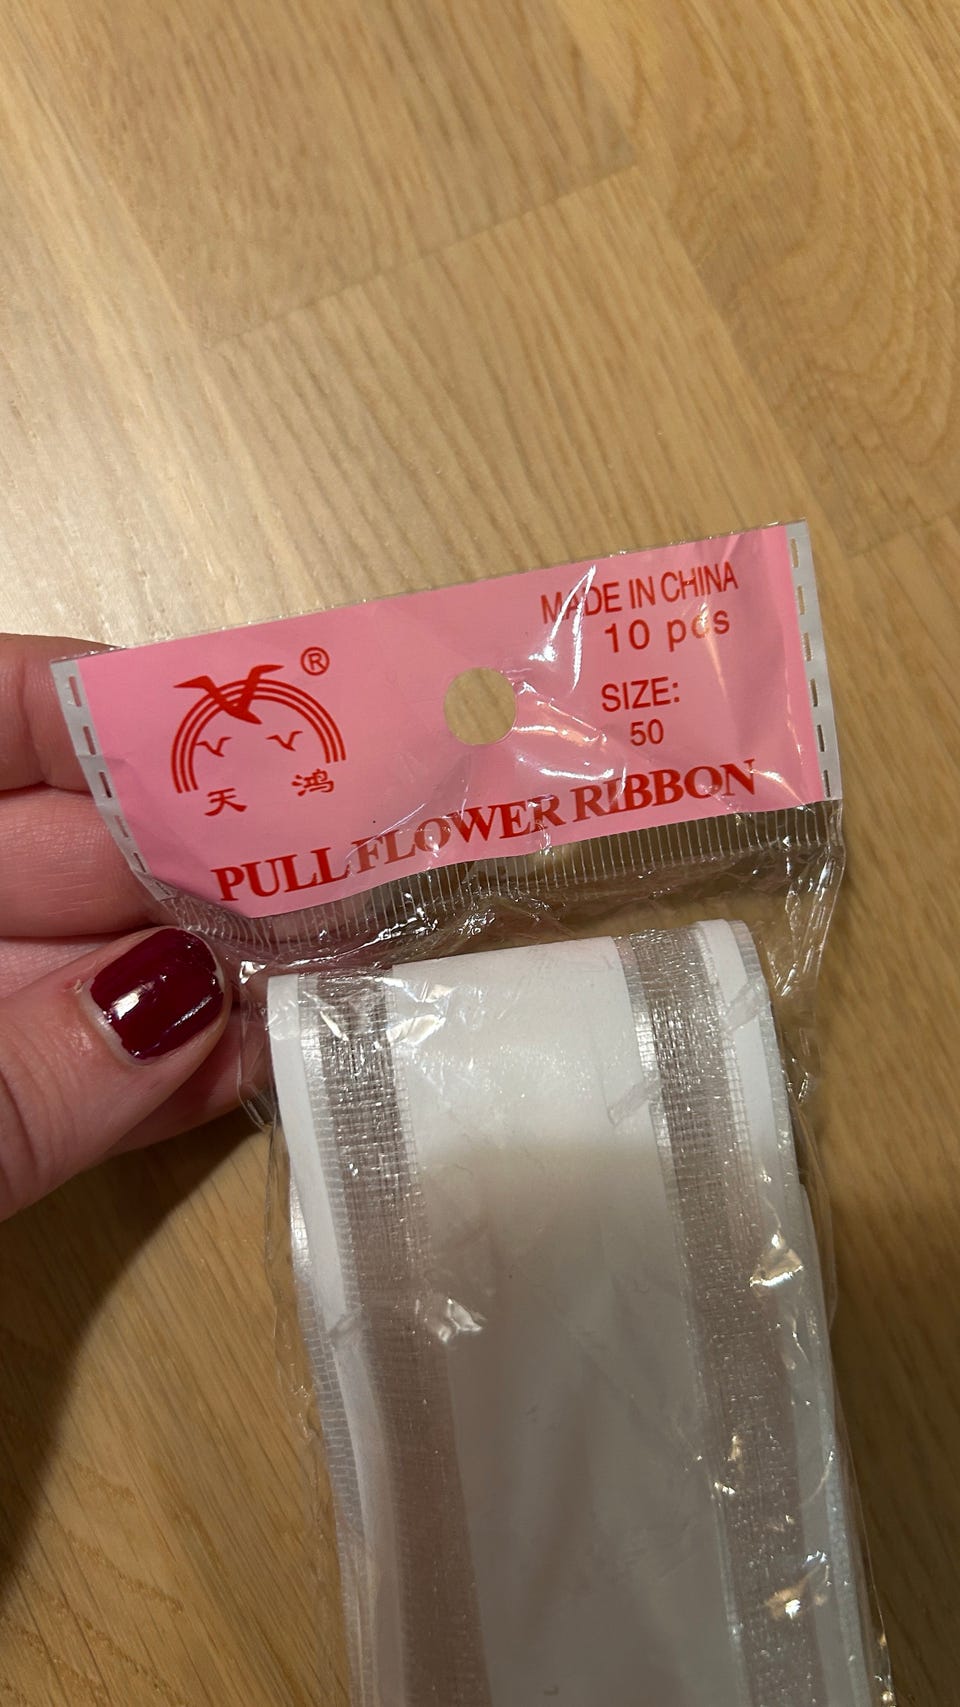 ®
天 鸿
MADE IN CHINA
10 pcs
SIZE:
50
PULL FLOWER RIBBON